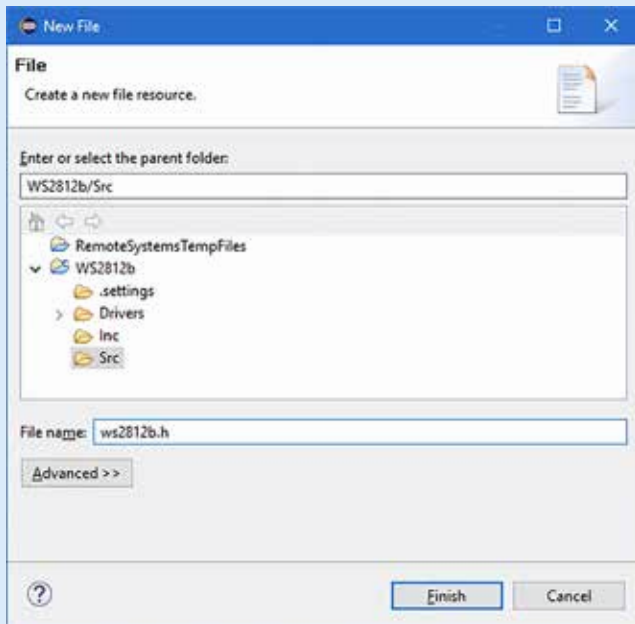 New File
File
Create a new file resource.
Enter or select the parent folder:
WS2812b/Src
RemoteSystemsTempFiles
WS2812b
.settings
Drivers
Inc
Src
File name: ws2812b.h
Advanced >>
? Finish Cancel